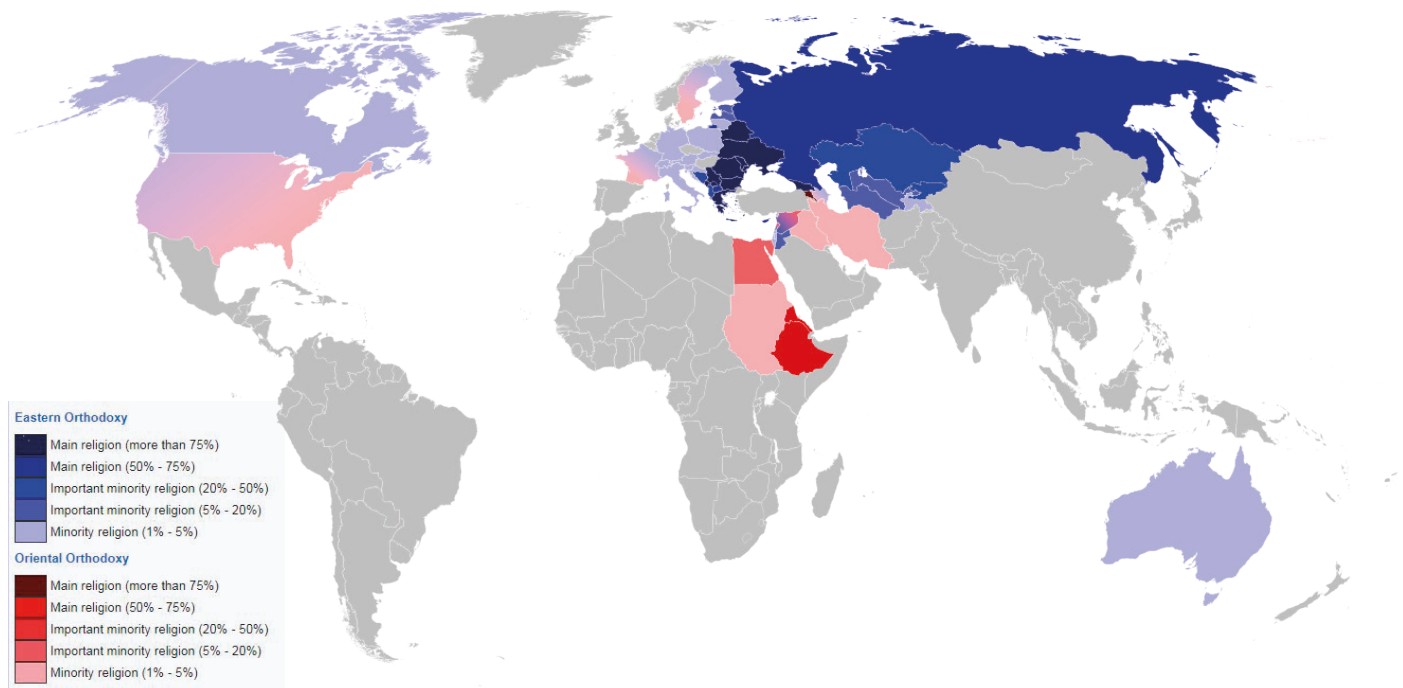 Eastern Orthodoxy
Main religion (more than 75%)
Main religion (50% - 75%)
Important minority religion (20% - 50%)
Important minority religion (5% - 20%)
Minority religion (1% - 5%)
Oriental Orthodoxy
Main religion (more than 75%)
Main religion (50% - 75%)
Important minority religion (20% - 50%)
Important minority religion (5% - 20%)
Minority religion (1% - 5%)